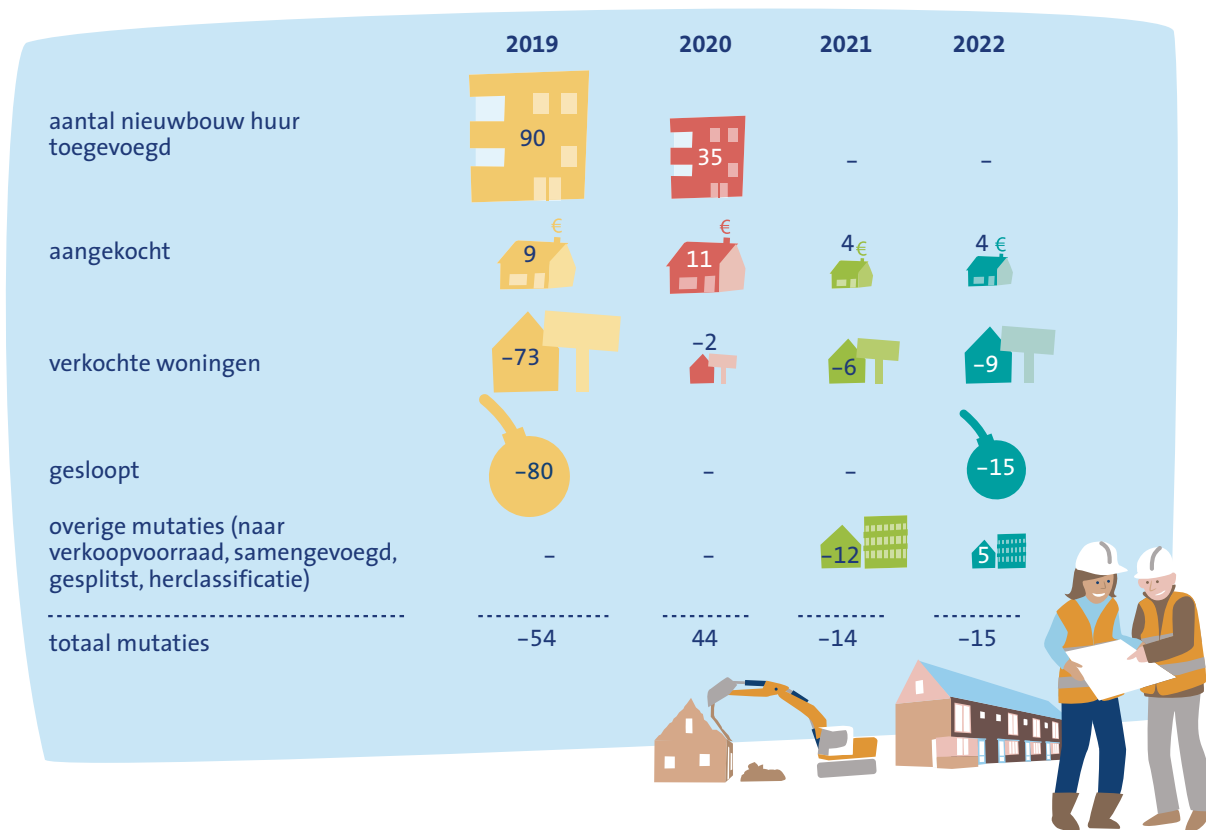 2019 2020 2021 2022
aantal nieuwbouw huur
toegevoegd
90 35 – –
€ € € €
aangekocht 9 11 4 4
verkochte woningen –73 –2 –6 –9
gesloopt –80 – – –15
overige mutaties (naar
verkoopvoorraad, samengevoegd,
gesplitst, herclassificatie)
– – –12 5
totaal mutaties –54 44 –14 –15